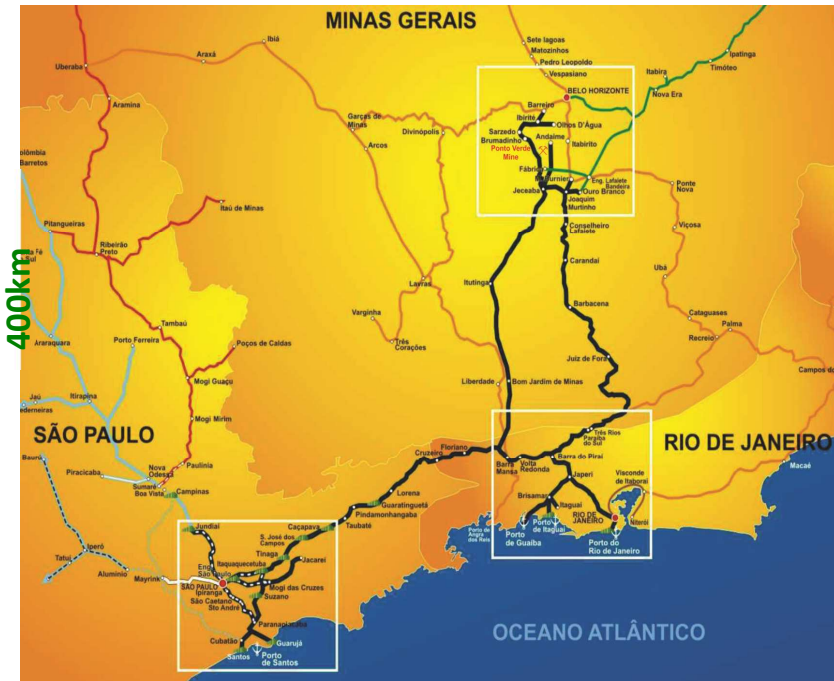 MINAS GERAIS
Sete lagoas
Matozinhos
Pedro Leopoldo
Vespasiano
Ibiá
Araxá
Uberaba
Ipatinga
Timóteo
Itabira
Nova Era
BELO HORIZONTE
Aramina
Garças de
Minas
Arcos
Divinópolis
Barreiro
Ibirité
Olhos D'Água
Sarzedo
Brumadinho
Andaime
Itabirito
Ponto Verde
Mine
Fábrica
Eng. Lafaiete
Bandeira
Jeceaba
Ouro Branco
Joaquim
Murtinho
Conselheiro
Lafaiete
Ponte
Nova
Viçosa
Barretos
Itaú de Minas
Pitangueiras
Ribeirão
Preto
400km
Carandaí
Ubá
Itutinga
Lavras
Barbacena
Varginha
Três
Corações
Cataguases
Palma
Recreio
Tambaú
Porto Ferreira
Araraquara
Poços de Caldas
Juiz de Fora
Campos de
Mogi Guaçu
Liberdade
Bom Jardim de Minas
Jaú
Itirapina
Mogi Mirim
SÃO PAULO
RIO DE JANEIRO
Três Rios
Paraíba
do Sul
Floriano
Cruzeiro
Barra
Mansa
Volta
Redonda
Barra do Piraí
Japeri
Macaé
Visconde
de Itaboraí
Bauru
Piracicaba
Nova
Odessa
Paulínia
Sumaré
Boa Vista
Campinas
Lorena
Guaratinguetá
Pindamonhangaba
Taubaté
Caçapava
Brisamar
Itaguaí
RIO DE
JANEIRO
Niterói
Porto de
Angra
dos Reis
Porto
de Guaíba
Porto
de Itaguaí
Porto do
Rio de Janeiro
Jundiaí
S. José dos
Campos
Tinaga
Jacareí
Itaquaquecetuba
Tatuí
Iperó
Alumínio
Mayrink
SÃO PAULO
Ipiranga
São Caetano
Sto André
Mogi das Cruzes
Suzano
Paranapiacaba
Cubatão
Guarujá
Santos
Porto
de Santos
OCEANO ATLÂNTICO